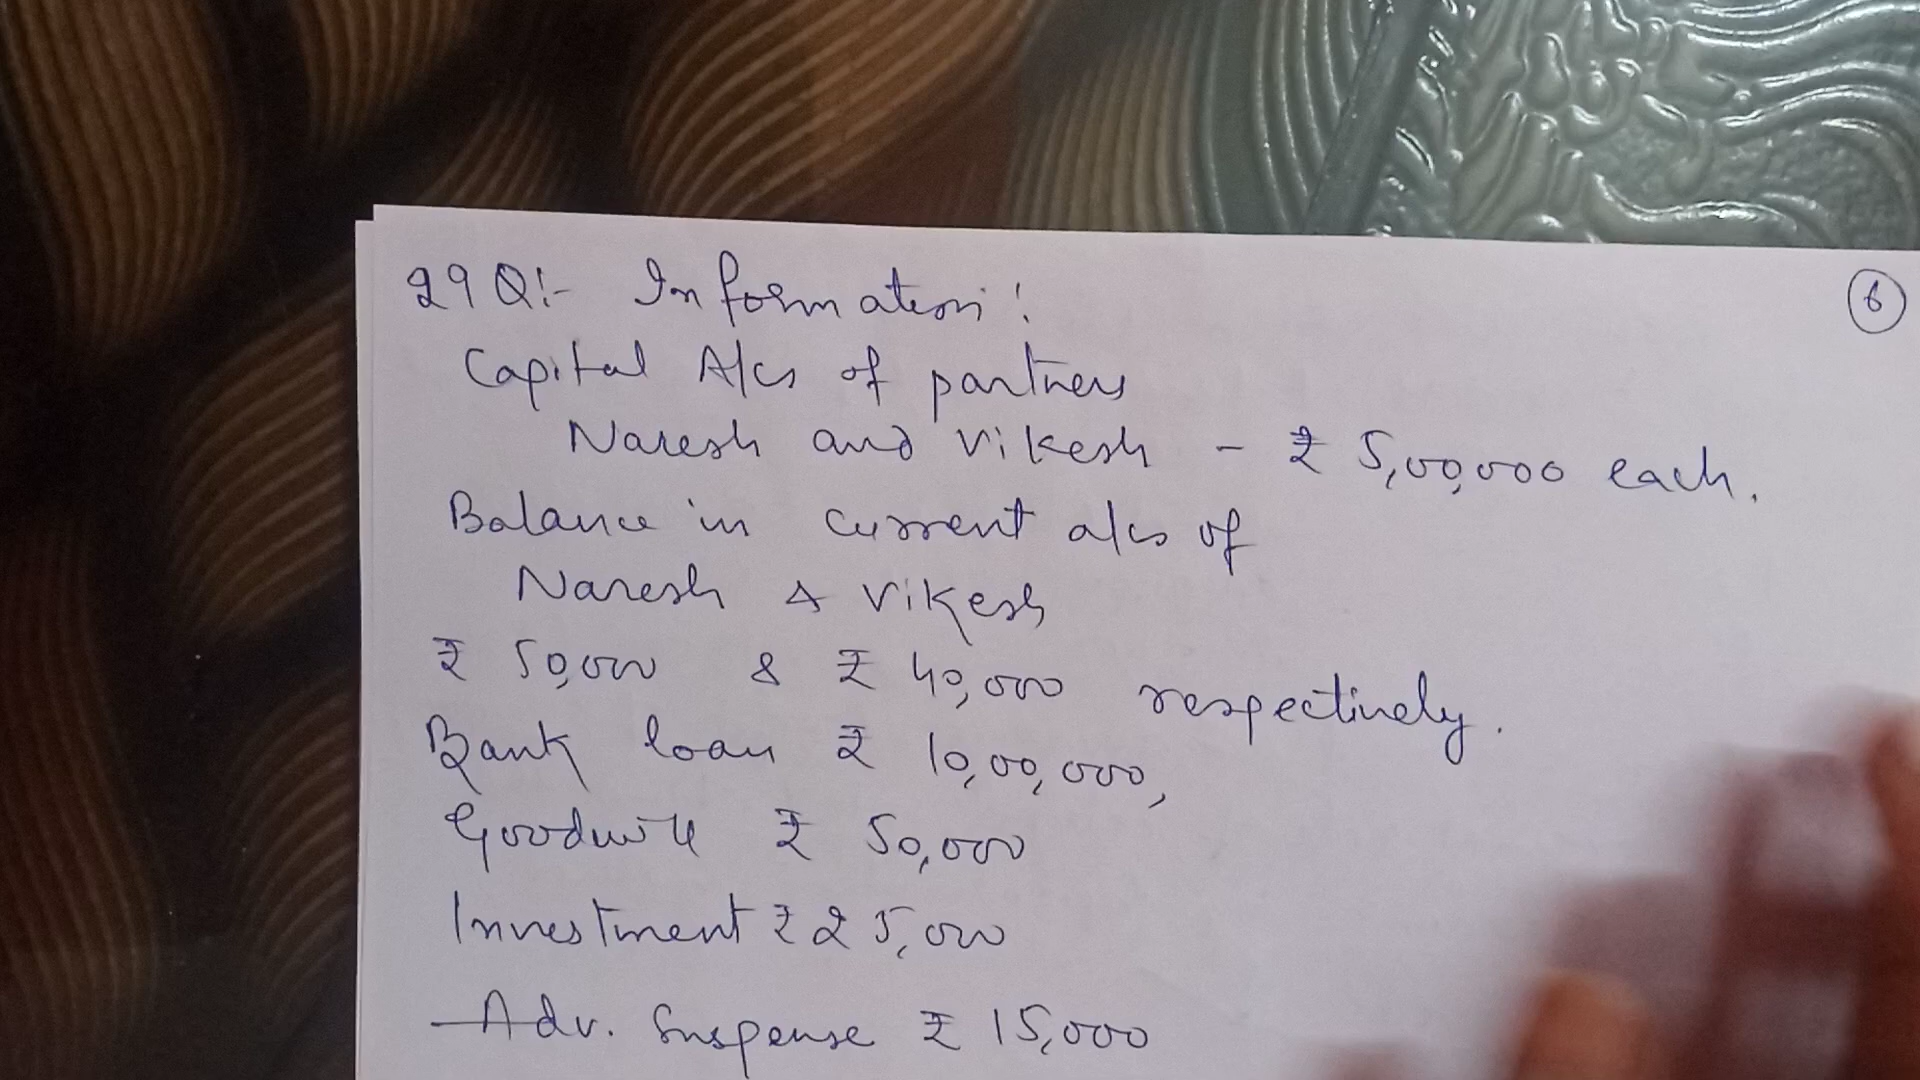 29 Q:- Information:
6
Capital A/cs of partners
Naresh and Vikesh - ₹ 5,00,000 each.
Balance in current a/cs of
Naresh & Vikesh
₹ 50,000 & ₹ 40,000 respectively.
Bank loan ₹ 10,00,000,
Goodwill ₹ 50,000
Investment ₹ 25,000
Adv. Suspense ₹ 15,000